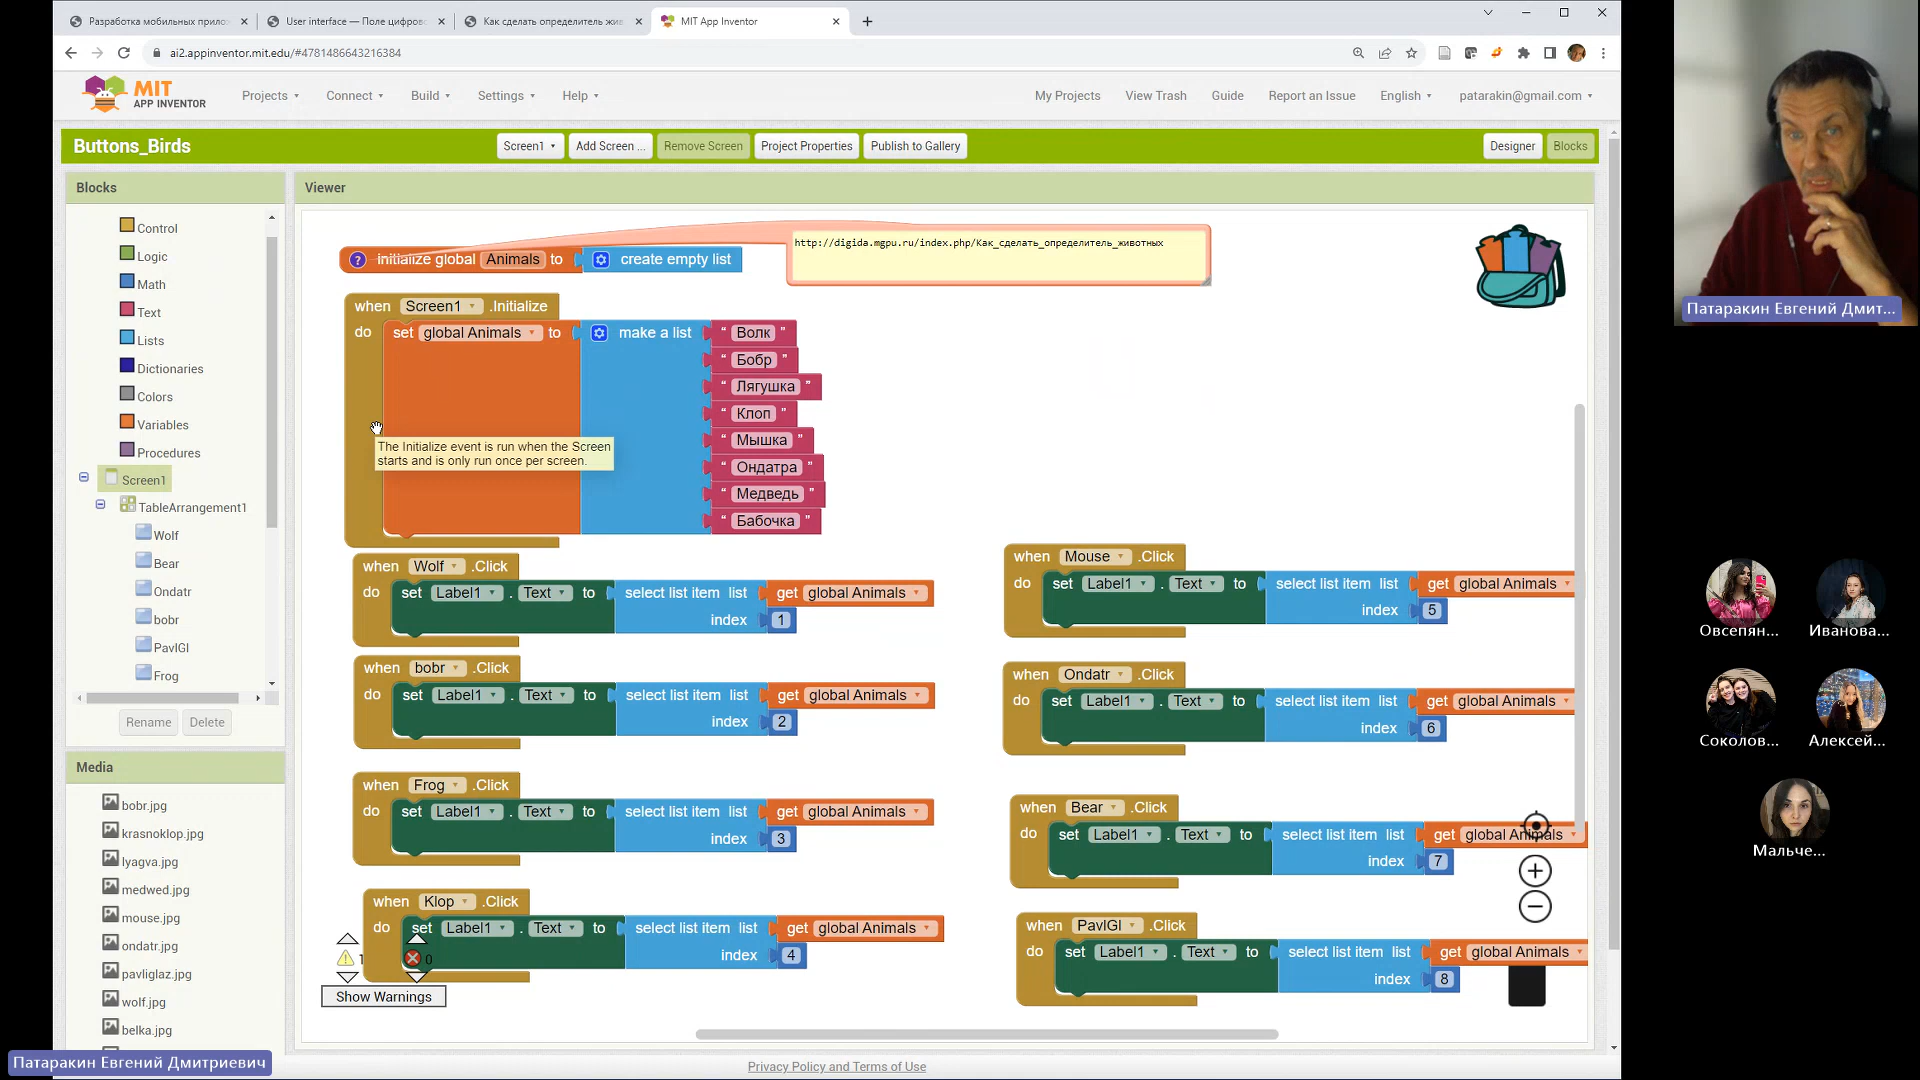 Разработка мобильных прило
User interface — Поле цифров
Как сделать определитель жи
MIT App Inventor
ai2.appinventor.mit.edu/#4781486643216384
MIT
APP INVENTOR
Projects
Connect
Build
Settings
Help
My Projects
View Trash
Guide
Report an Issue
English
patarakin@gmail.com
Buttons_Birds
Screen1
Add Screen ...
Remove Screen
Project Properties
Publish to Gallery
Designer
Blocks
Blocks
Control
Logic
Math
Text
Lists
Dictionaries
Colors
Variables
Procedures
Screen1
TableArrangement1
Wolf
Bear
Ondatr
bobr
PavlGl
Frog
Rename
Delete
Media
bobr.jpg
krasnoklop.jpg
lyagva.jpg
medwed.jpg
mouse.jpg
ondatr.jpg
pavliglaz.jpg
wolf.jpg
belka.jpg
Viewer
initialize global Animals to create empty list
http://digida.mgpu.ru/index.php/Как_сделать_определитель_животных
when Screen1 .Initialize
do set global Animals to make a list " Волк "
" Бобр "
" Лягушка "
" Клоп "
" Мышка "
" Ондатра "
" Медведь "
" Бабочка "
The Initialize event is run when the Screen
starts and is only run once per screen.
when Wolf .Click
do set Label1 . Text to select list item list get global Animals
index 1
when bobr .Click
do set Label1 . Text to select list item list get global Animals
index 2
when Frog .Click
do set Label1 . Text to select list item list get global Animals
index 3
when Klop .Click
do set Label1 . Text to select list item list get global Animals
index 4
1
0
Show Warnings
when Mouse .Click
do set Label1 . Text to select list item list get global Animals
index 5
when Ondatr .Click
do set Label1 . Text to select list item list get global Animals
index 6
when Bear .Click
do set Label1 . Text to select list item list get global Animals
index 7
when PavlGl .Click
do set Label1 . Text to select list item list get global Animals
index 8
Privacy Policy and Terms of Use
Патаракин Евгений Дмитриевич
Патаракин Евгений Дмит...
Овсепян...
Иванова...
Соколов...
Алексей...
Мальче...